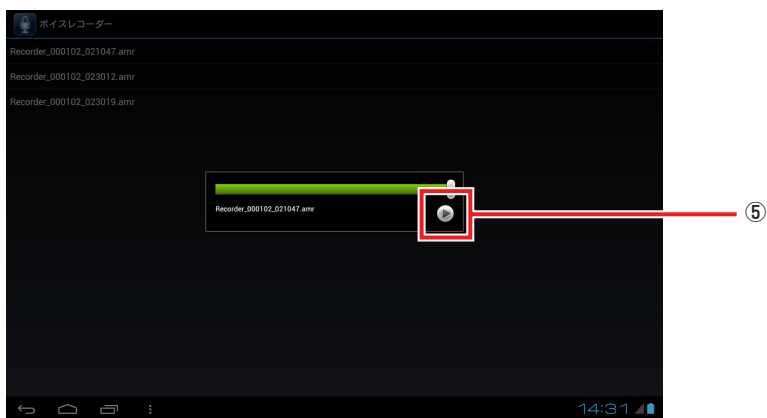 ボイスレコーダー
Recorder_000102_021047.amr
Recorder_000102_023012.amr
Recorder_000102_023019.amr
Recorder_000102_021047.amr
⑤
14:31